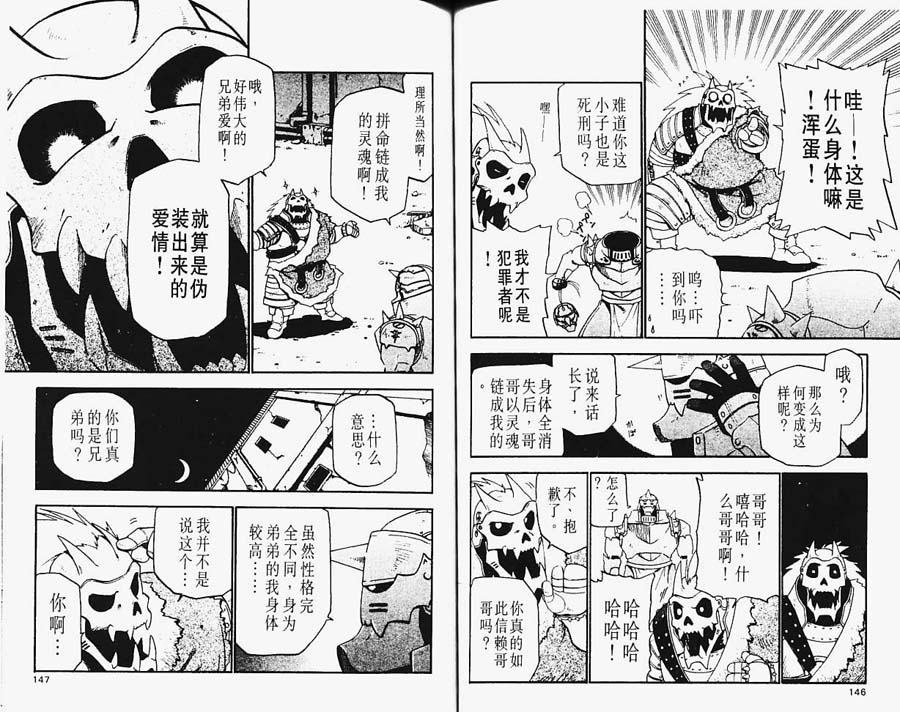 哇——！！这是
什么身体嘛
！浑蛋！
呜…吓
到你吗
难道你这
小子也是
死刑吗？
嘿——
我才不是
犯罪者呢
！
哦？
那么为
何变成这
样呢？
说来话
长了，
身体全消
失后，哥
哥以灵魂
链成我的
。
哥哥！
嘻哈哈，什
么哥哥啊！
哈哈哈
哈哈！
怎么了
？
不、抱
歉了。
你真的如
此信赖哥
哥吗？
146
理所当然啊！
拼命链成我
的灵魂啊！
哦，
好伟大的
兄弟爱啊！
就算是伪
装出来的
爱情！
…什么
意思？
你们真
的是兄
弟吗？
虽然性格完
全不同，身为
弟弟的我身体
较高……
我并不是
说这个…
你啊…
147